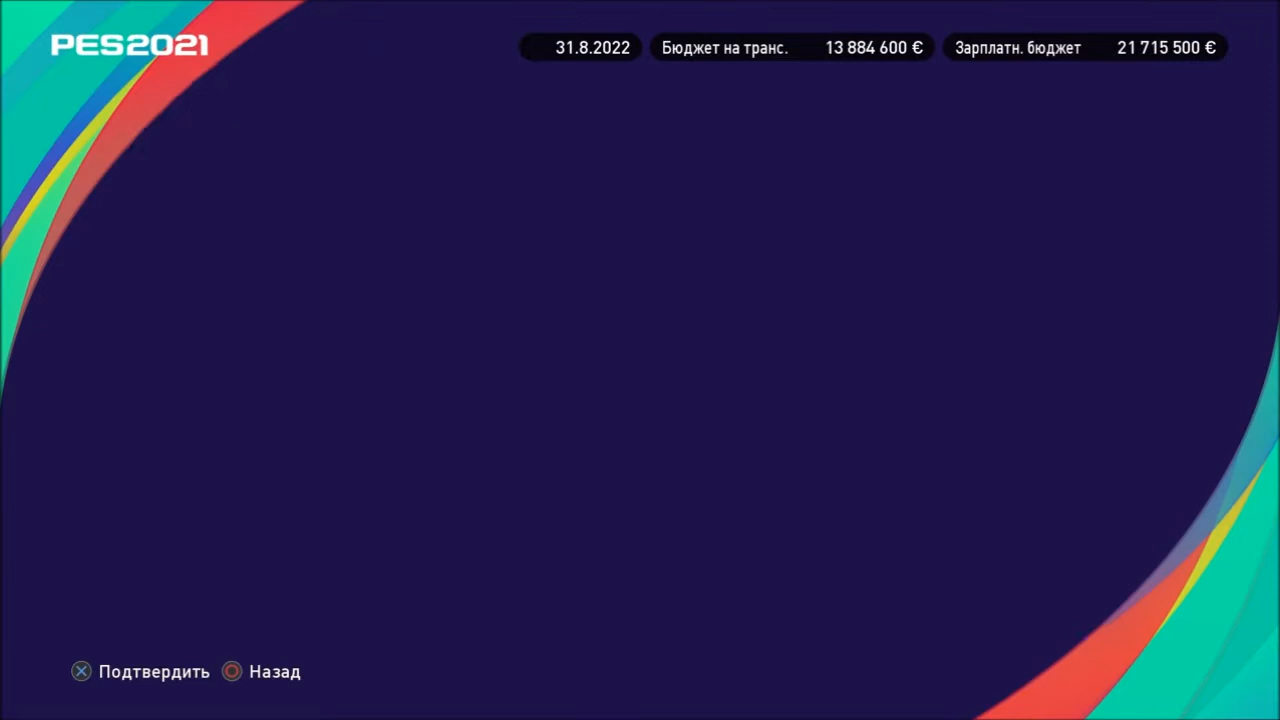 PES2021
31.8.2022 Бюджет на транс. 13 884 600 € Зарплатн. бюджет 21 715 500 €
Подтвердить Назад